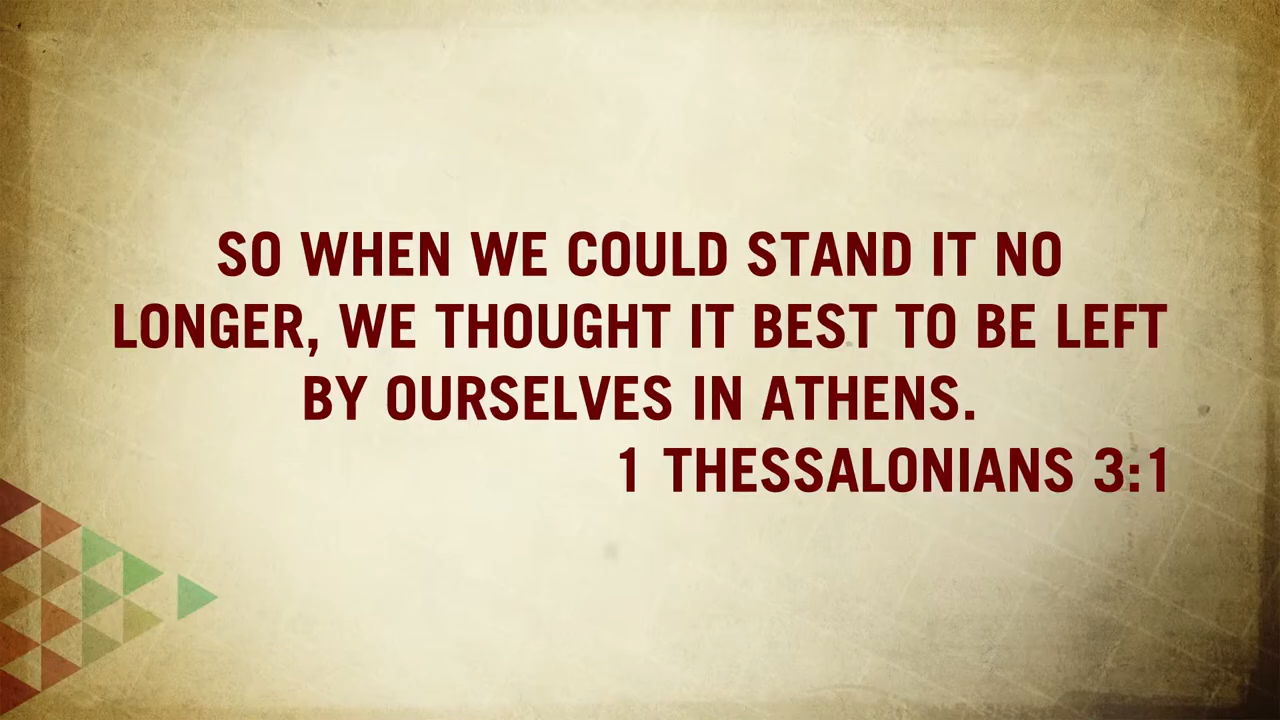 SO WHEN WE COULD STAND IT NO
LONGER, WE THOUGHT IT BEST TO BE LEFT
BY OURSELVES IN ATHENS.
1 THESSALONIANS 3:1